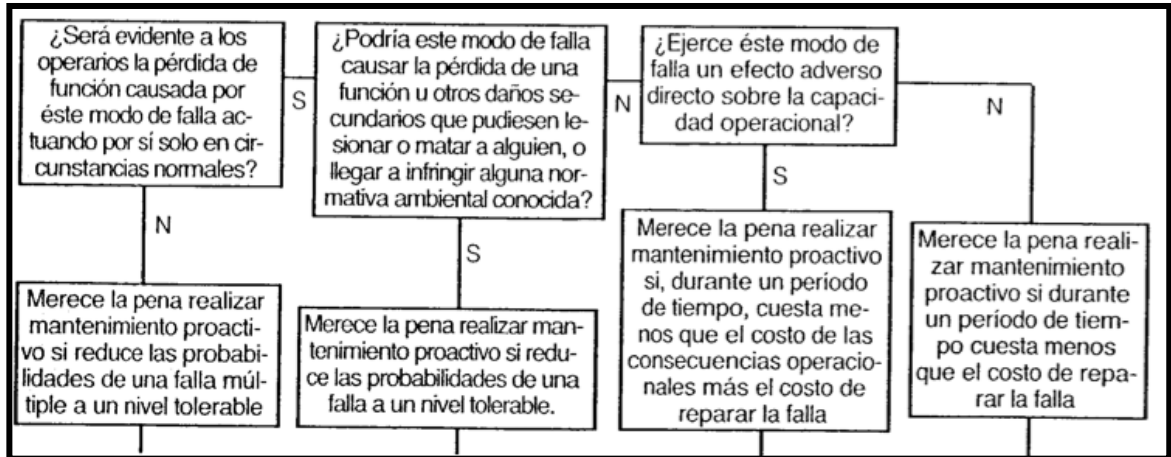 ¿Será evidente a los
operarios la pérdida de
función causada por
éste modo de falla ac-
tuando por sí solo en cir-
cunstancias normales?
S
¿Podría este modo de falla
causar la pérdida de una
función u otros daños se-
cundarios que pudiesen le-
sionar o matar a alguien, o
llegar a infringir alguna nor-
mativa ambiental conocida?
N
¿Ejerce éste modo de
falla un efecto adverso
directo sobre la capaci-
dad operacional?
N
N
S
S
Merece la pena realizar
mantenimiento proacti-
vo si reduce las probabi-
lidades de una falla múl-
tiple a un nivel tolerable
Merece la pena realizar man-
tenimiento proactivo si redu-
ce las probabilidades de una
falla a un nivel tolerable.
Merece la pena realizar
mantenimiento proactivo
si, durante un período
de tiempo, cuesta me-
nos que el costo de las
consecuencias operacio-
nales más el costo de
reparar la falla
Merece la pena reali-
zar mantenimiento
proactivo si durante
un período de tiem-
po cuesta menos
que el costo de repa-
rar la falla